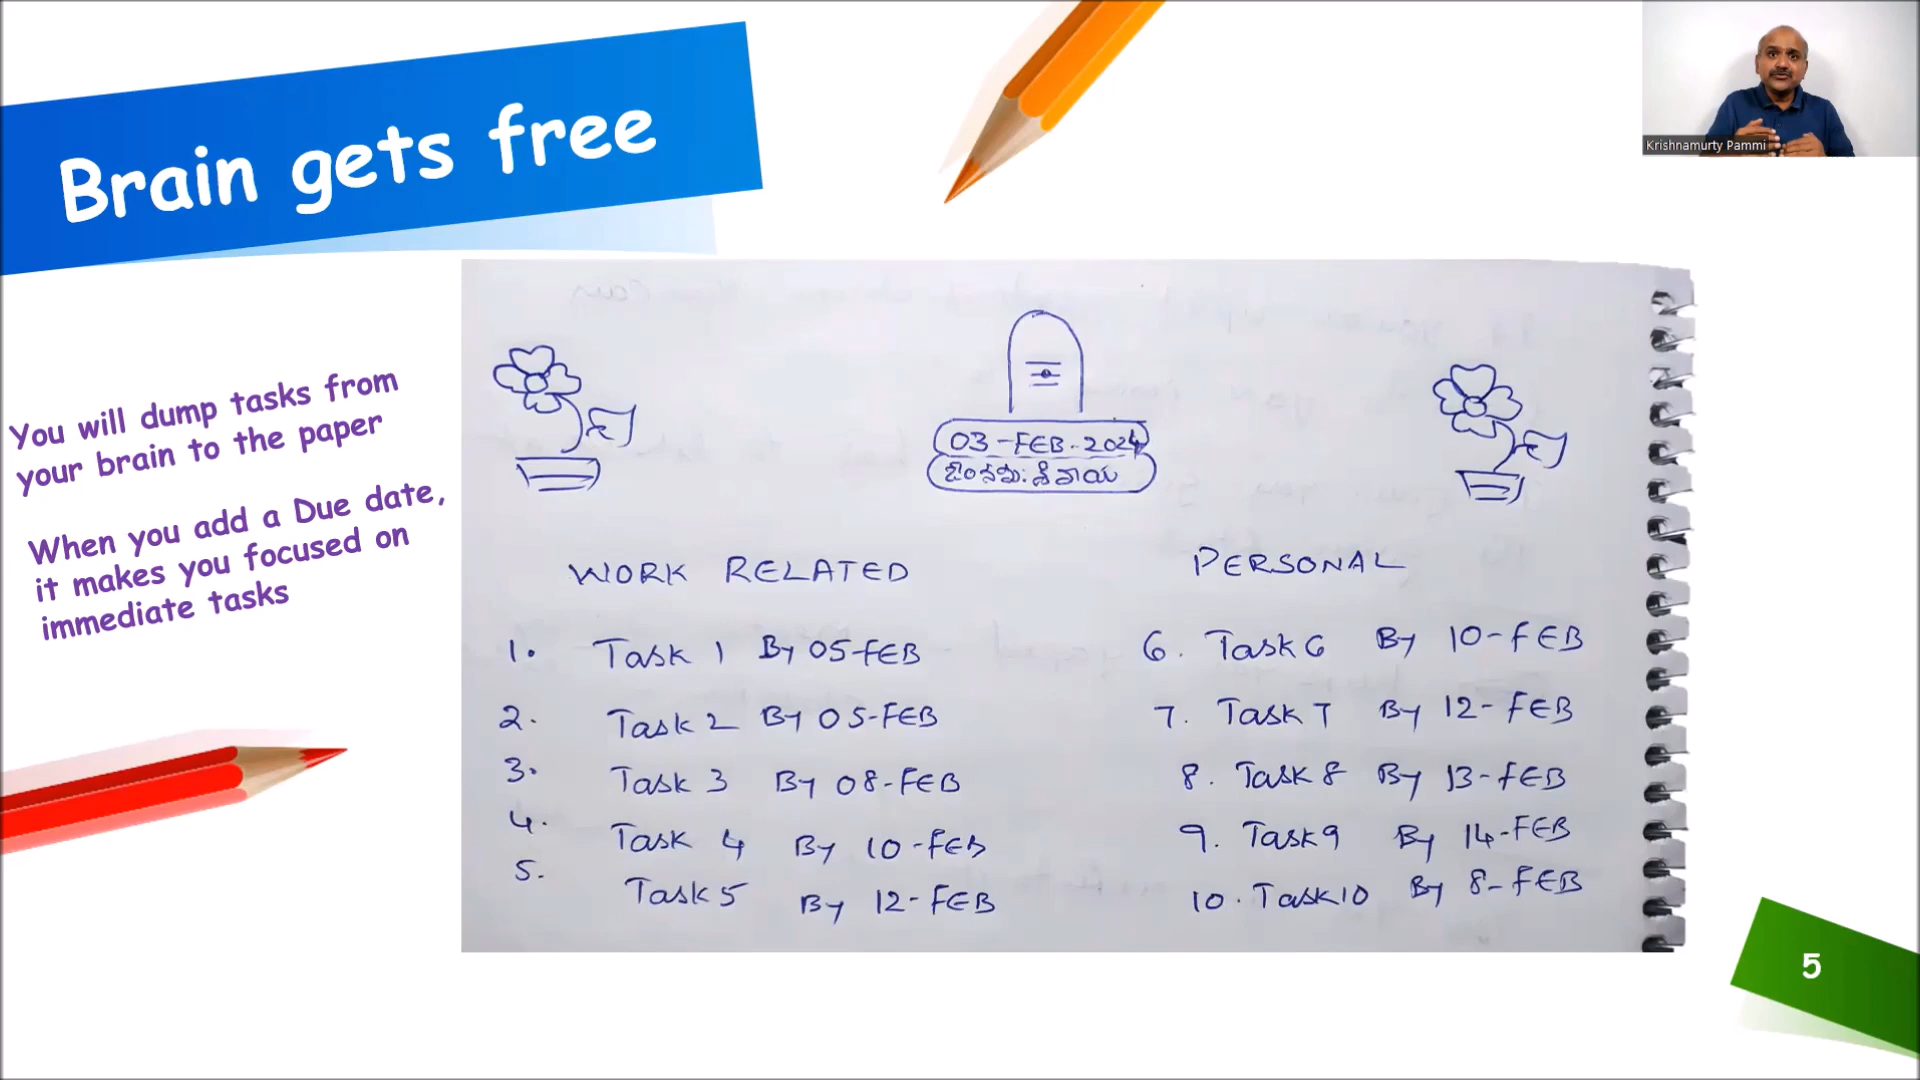 Brain gets free
Krishnamurty Pammi
You will dump tasks from
your brain to the paper
When you add a Due date,
it makes you focused on
immediate tasks
03-FEB-2024
ఓం నమః శివాయ
WORK RELATED
1. Task 1 By 05-FEB
2. Task 2 By 05-FEB
3. Task 3 By 08-FEB
4. Task 4 By 10-FEB
5. Task 5 By 12-FEB
PERSONAL
6. Task 6 By 10-FEB
7. Task 7 By 12-FEB
8. Task 8 By 13-FEB
9. Task 9 By 14-FEB
10. Task 10 By 8-FEB
5